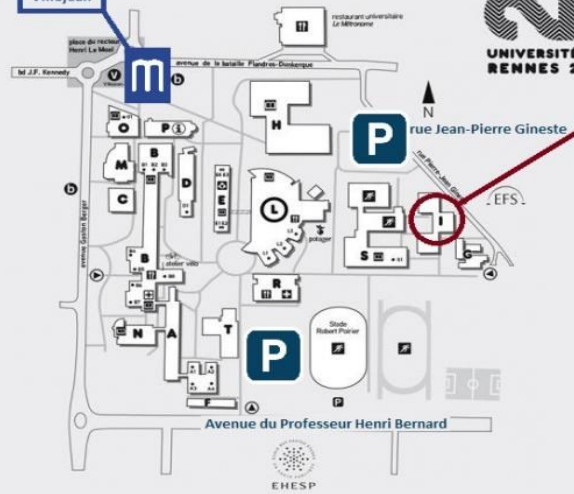 Villejean
restaurant universitaire
Le Métronome
UNIVERSITÉ
RENNES 2
place du recteur
Henri Le Moal
m
bd J.F. Kennedy
V
b
avenue de la bataille Flandres-Dunkerque
N
H
P
rue Jean-Pierre Gineste
rue Pierre-Jean Gineste
O
P
B
M
D
E
C
L
EFS
I
b
avenue Gaston Berger
potager
S
G
B
atelier vélo
R
N
A
T
P
Stade
Robert Poirier
F
P
Avenue du Professeur Henri Bernard
EHESP